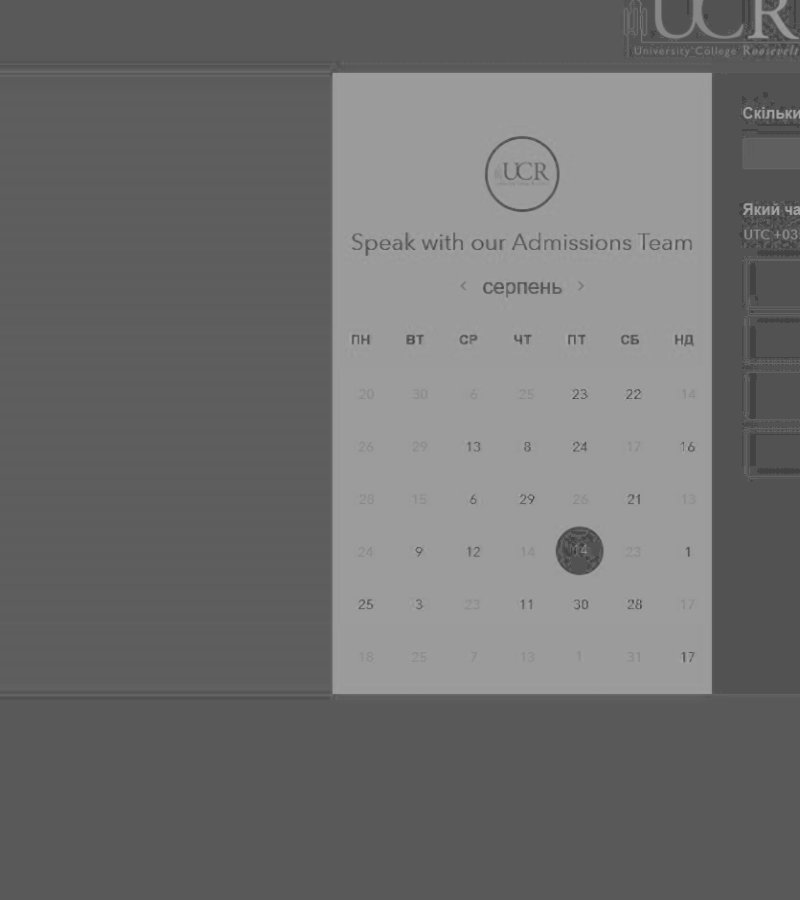 UCR
University College Roosevelt
UCR
Speak with our Admissions Team
‹ серпень ›
ПН ВТ СР ЧТ ПТ СБ НД
20 30 6 25 23 22 14
26 29 13 8 24 17 16
28 15 6 29 26 21 13
24 9 12 14 14 23 1
25 3 23 11 30 28 17
18 25 7 13 1 31 17
Скільки
Який ча
UTC +03